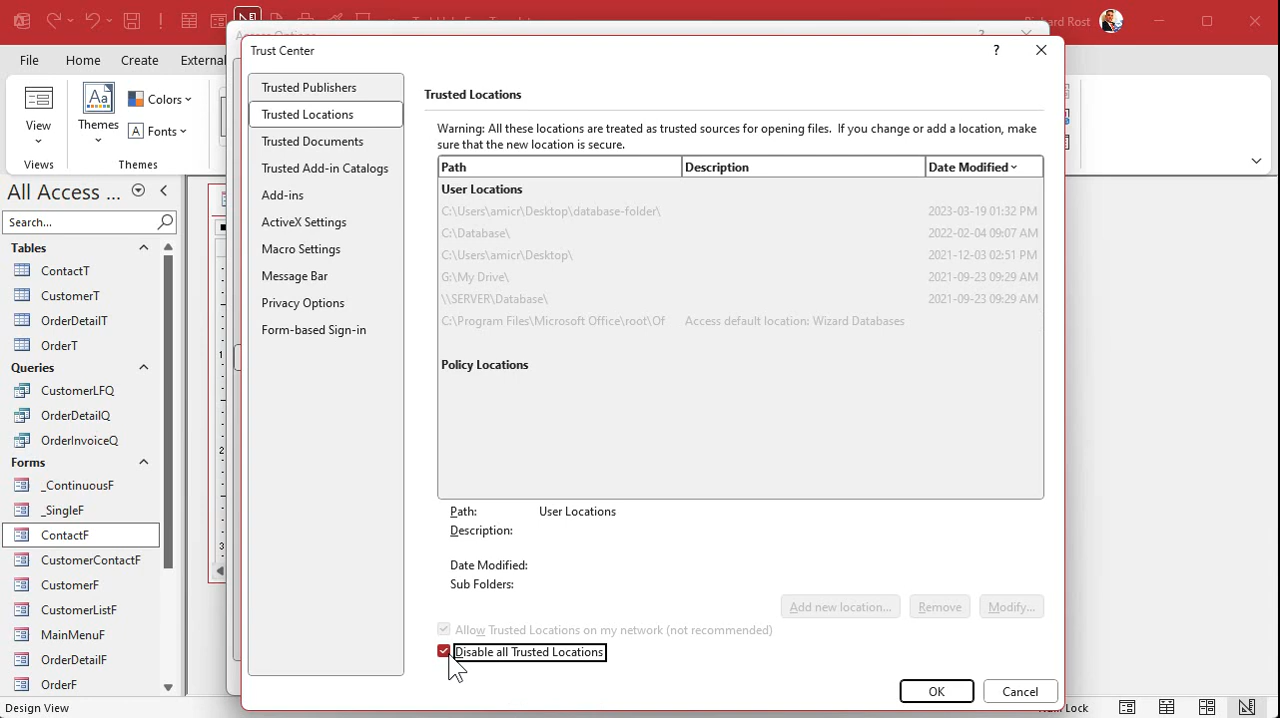 Richard Rost
Trust Center
File
Home
Create
External
View
Views
Themes
Colors
Fonts
Themes
All Access ...
Search...
Tables
ContactT
CustomerT
OrderDetailT
OrderT
Queries
CustomerLFQ
OrderDetailQ
OrderInvoiceQ
Forms
_ContinuousF
_SingleF
ContactF
CustomerContactF
CustomerF
CustomerListF
MainMenuF
OrderDetailF
OrderF
Design View
Trusted Publishers
Trusted Locations
Trusted Documents
Trusted Add-in Catalogs
Add-ins
ActiveX Settings
Macro Settings
Message Bar
Privacy Options
Form-based Sign-in
Trusted Locations
Warning: All these locations are treated as trusted sources for opening files. If you change or add a location, make
sure that the new location is secure.
Path Description Date Modified
User Locations
C:\Users\amicr\Desktop\database-folder\ 2023-03-19 01:32 PM
C:\Database\ 2022-02-04 09:07 AM
C:\Users\amicr\Desktop\ 2021-12-03 02:51 PM
G:\My Drive\ 2021-09-23 09:29 AM
\\SERVER\Database\ 2021-09-23 09:29 AM
C:\Program Files\Microsoft Office\root\Of Access default location: Wizard Databases
Policy Locations
Path: User Locations
Description:
Date Modified:
Sub Folders:
Add new location... Remove Modify...
Allow Trusted Locations on my network (not recommended)
Disable all Trusted Locations
OK Cancel
Num Lock